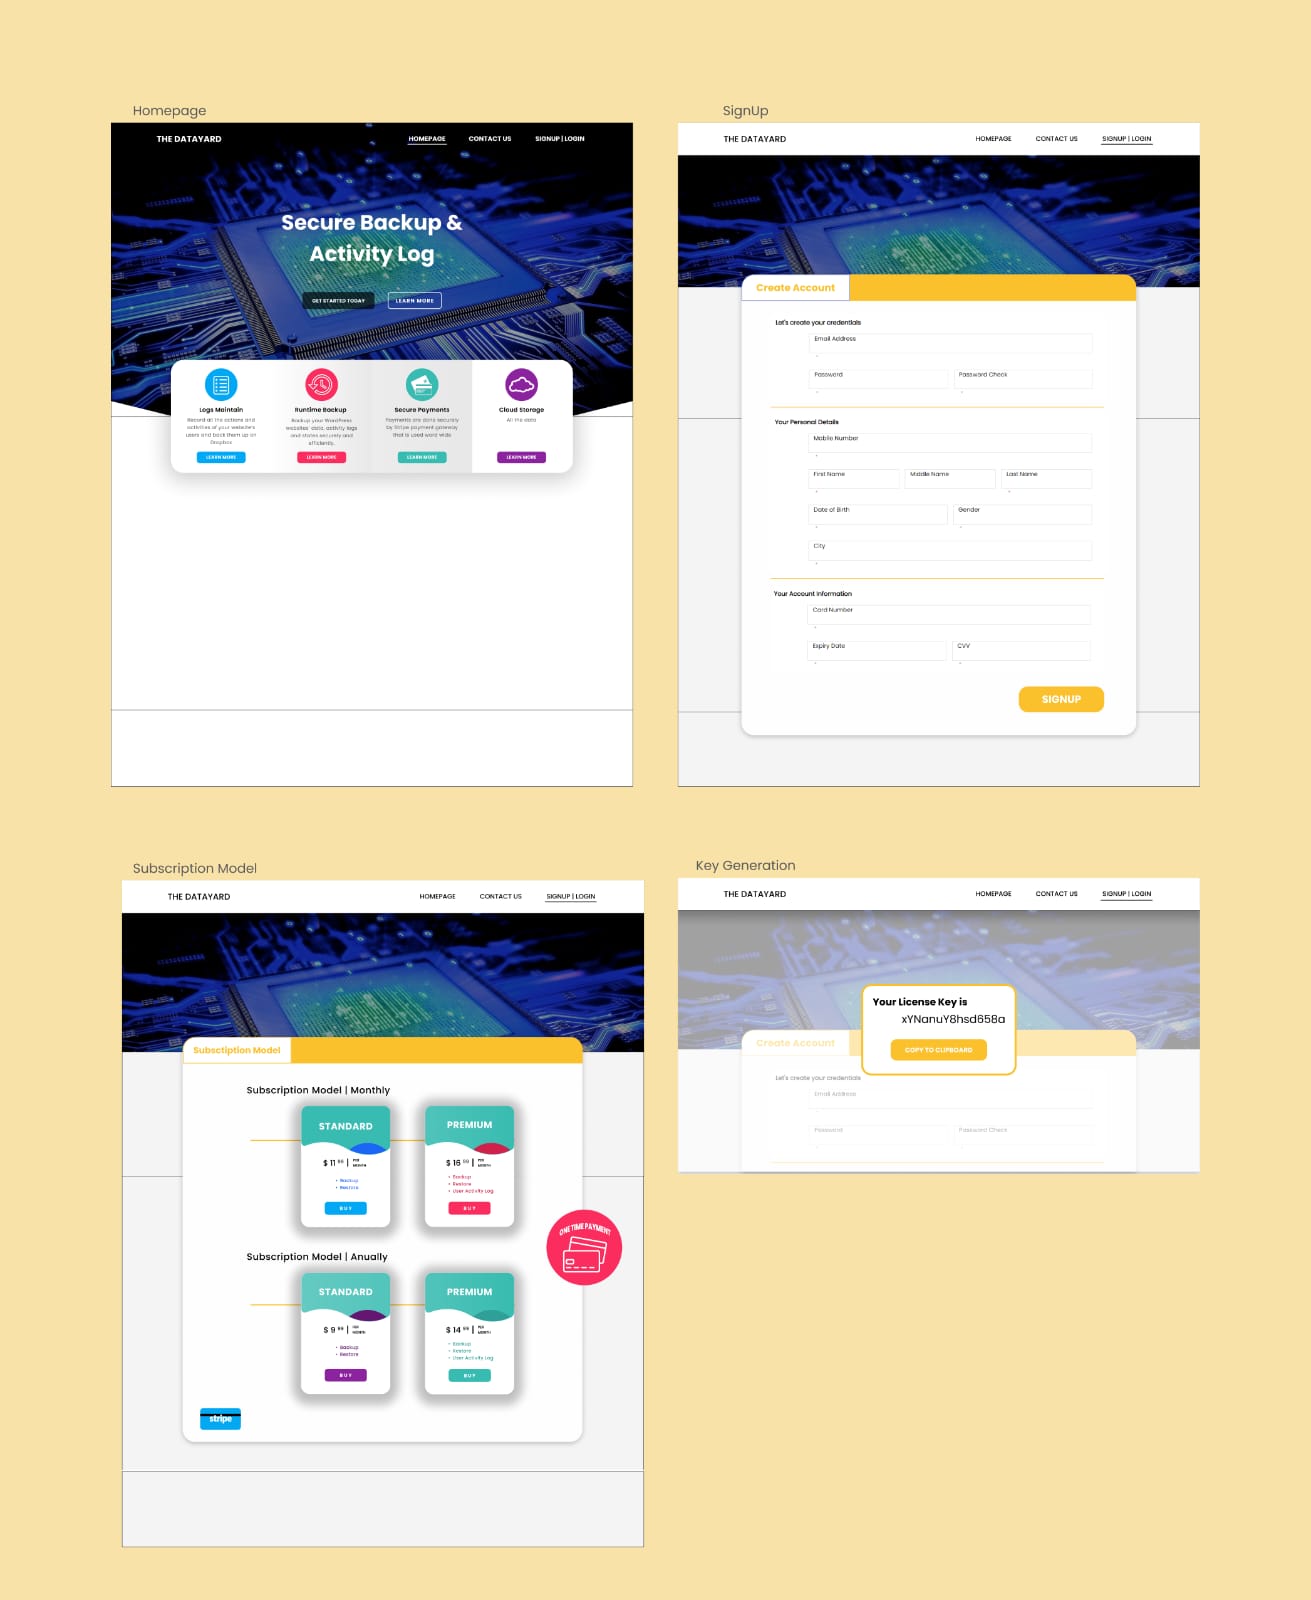 Homepage
THE DATAYARD
HOMEPAGE
CONTACT US
SIGNUP | LOGIN
Secure Backup &
Activity Log
GET STARTED TODAY
LEARN MORE
Logs Maintain
Record all the actions and
activities of your website's
users and back them up on
Dropbox
LEARN MORE
Runtime Backup
Backup your WordPress
websites' data, activity logs
and states securely and
efficiently.
LEARN MORE
Secure Payments
Payments are done securely
by Stripe payment gateway
that is used word wide
LEARN MORE
Cloud Storage
All the data
LEARN MORE
SignUp
THE DATAYARD
HOMEPAGE
CONTACT US
SIGNUP | LOGIN
Create Account
Let's create your credentials
Email Address
*
Password
Password Check
*
*
Your Personal Details
Mobile Number
*
First Name
Middle Name
Last Name
*
*
Date of Birth
Gender
*
*
City
*
Your Account Information
Card Number
*
Expiry Date
CVV
*
*
SIGNUP
Subscription Model
THE DATAYARD
HOMEPAGE
CONTACT US
SIGNUP | LOGIN
Subsctiption Model
Subscription Model | Monthly
STANDARD
$ 11 99 | PER
MONTH
• Backup
• Restore
BUY
PREMIUM
$ 16 99 | PER
MONTH
• Backup
• Restore
• User Activity Log
BUY
ONE TIME PAYMENT
Subscription Model | Anually
STANDARD
$ 9 99 | PER
MONTH
• Backup
• Restore
BUY
PREMIUM
$ 14 99 | PER
MONTH
• Backup
• Restore
• User Activity Log
BUY
stripe
Key Generation
THE DATAYARD
HOMEPAGE
CONTACT US
SIGNUP | LOGIN
Your License Key is
xYNanuY8hsd658a
COPY TO CLIPBOARD
Create Account
Let's create your credentials
Email Address
*
Password
Password Check
*
*